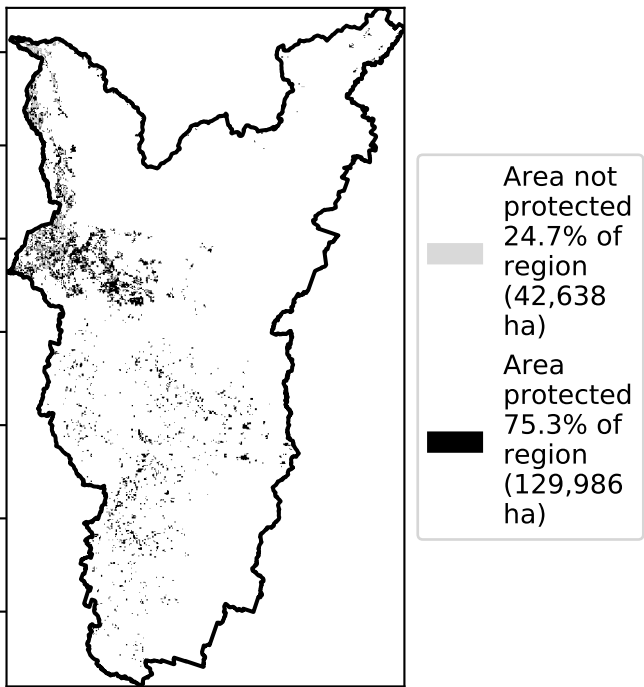 Area not
protected
24.7% of
region
(42,638
ha)
Area
protected
75.3% of
region
(129,986
ha)